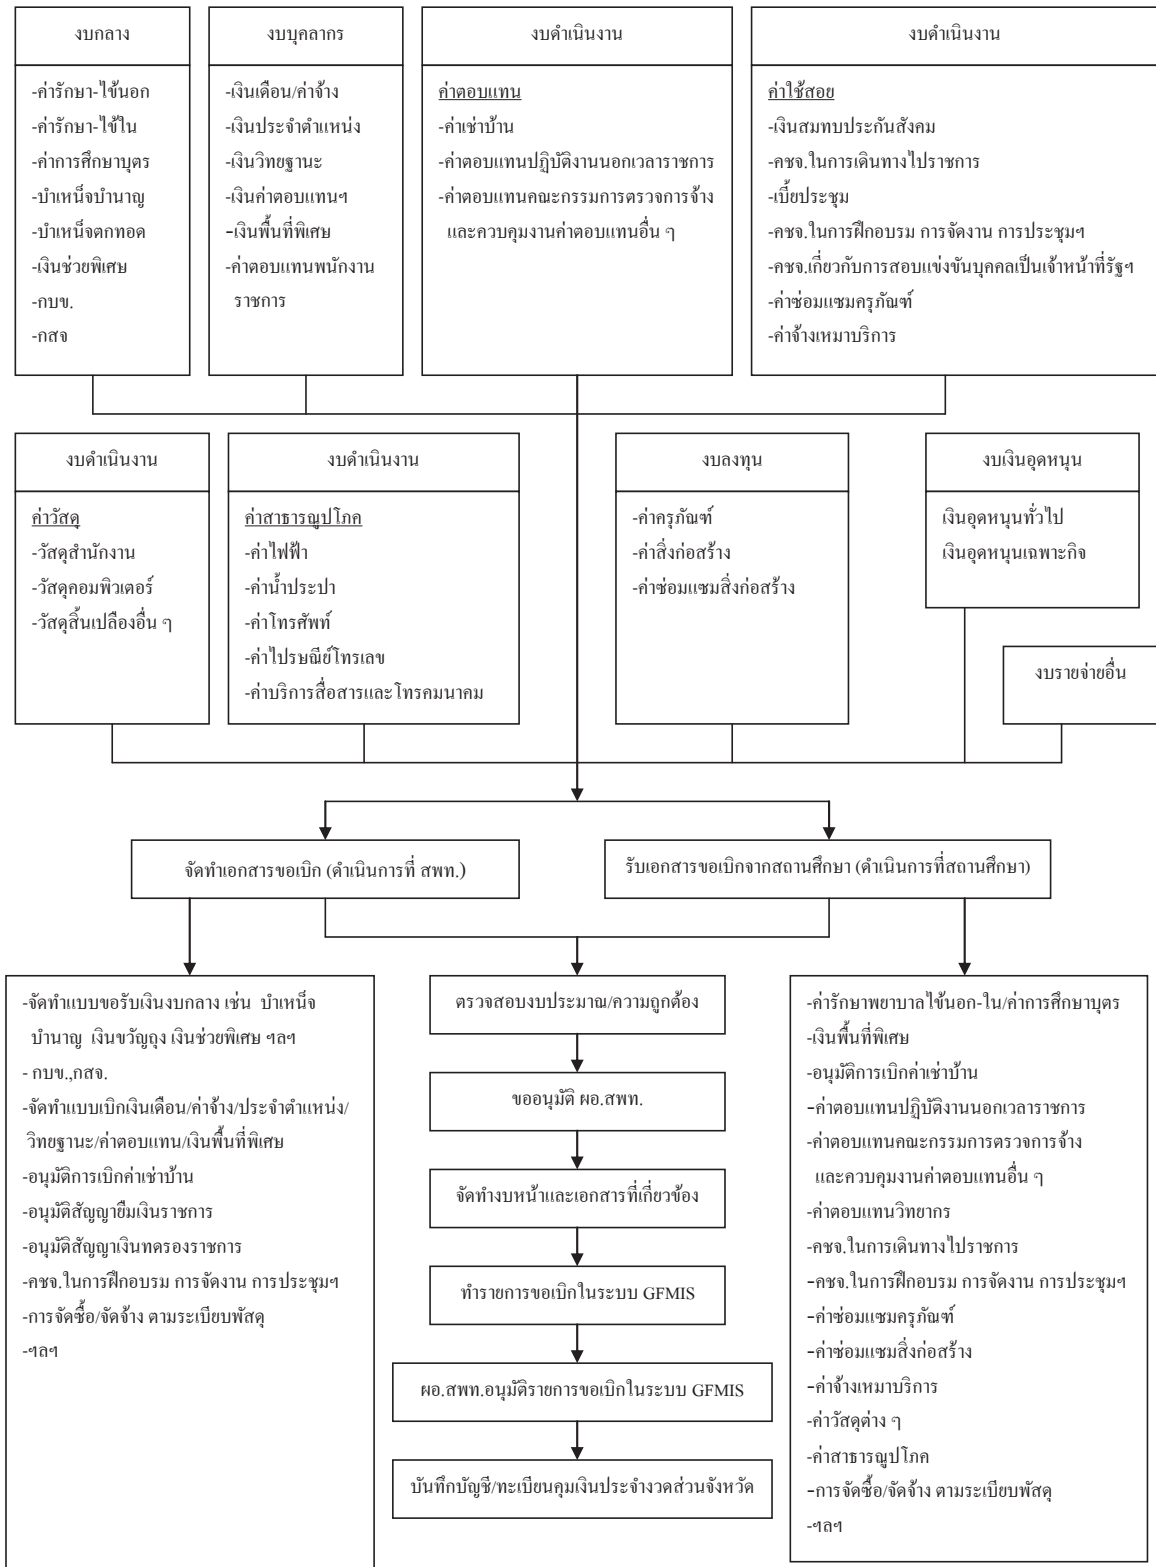 งบกลาง
-ค่ารักษา-ไข้นอก
-ค่ารักษา-ไข้ใน
-ค่าการศึกษาบุตร
-บำเหน็จบำนาญ
-บำเหน็จตกทอด
-เงินช่วยพิเศษ
-กบข.
-กสจ
งบบุคลากร
-เงินเดือน/ค่าจ้าง
-เงินประจำตำแหน่ง
-เงินวิทยฐานะ
-เงินค่าตอบแทนฯ
-เงินพื้นที่พิเศษ
-ค่าตอบแทนพนักงาน
ราชการ
งบดำเนินงาน
ค่าตอบแทน
-ค่าเช่าบ้าน
-ค่าตอบแทนปฏิบัติงานนอกเวลาราชการ
-ค่าตอบแทนคณะกรรมการตรวจการจ้าง
และควบคุมงานค่าตอบแทนอื่น ๆ
งบดำเนินงาน
ค่าใช้สอย
-เงินสมทบประกันสังคม
-คชจ.ในการเดินทางไปราชการ
-เบี้ยประชุม
-คชจ.ในการฝึกอบรม การจัดงาน การประชุมฯ
-คชจ.เกี่ยวกับการสอบแข่งขันบุคคลเป็นเจ้าหน้าที่รัฐฯ
-ค่าซ่อมแซมครุภัณฑ์
-ค่าจ้างเหมาบริการ
งบดำเนินงาน
ค่าวัสดุ
-วัสดุสำนักงาน
-วัสดุคอมพิวเตอร์
-วัสดุสิ้นเปลืองอื่น ๆ
งบดำเนินงาน
ค่าสาธารณูปโภค
-ค่าไฟฟ้า
-ค่าน้ำประปา
-ค่าโทรศัพท์
-ค่าไปรษณีย์โทรเลข
-ค่าบริการสื่อสารและโทรคมนาคม
งบลงทุน
-ค่าครุภัณฑ์
-ค่าสิ่งก่อสร้าง
-ค่าซ่อมแซมสิ่งก่อสร้าง
งบเงินอุดหนุน
เงินอุดหนุนทั่วไป
เงินอุดหนุนเฉพาะกิจ
งบรายจ่ายอื่น
จัดทำเอกสารขอเบิก (ดำเนินการที่ สพท.)
รับเอกสารขอเบิกจากสถานศึกษา (ดำเนินการที่สถานศึกษา)
-จัดทำแบบขอรับเงินงบกลาง เช่น บำเหน็จ
บำนาญ เงินขวัญถุง เงินช่วยพิเศษ ฯลฯ
- กบข.,กสจ.
-จัดทำแบบเบิกเงินเดือน/ค่าจ้าง/ประจำตำแหน่ง/
วิทยฐานะ/ค่าตอบแทน/เงินพื้นที่พิเศษ
-อนุมัติการเบิกค่าเช่าบ้าน
-อนุมัติสัญญายืมเงินราชการ
-อนุมัติสัญญาเงินทดรองราชการ
-คชจ.ในการฝึกอบรม การจัดงาน การประชุมฯ
-การจัดซื้อ/จัดจ้าง ตามระเบียบพัสดุ
-ฯลฯ
ตรวจสอบงบประมาณ/ความถูกต้อง
ขออนุมัติ ผอ.สพท.
จัดทำงบหน้าและเอกสารที่เกี่ยวข้อง
ทำรายการขอเบิกในระบบ GFMIS
ผอ.สพท.อนุมัติรายการขอเบิกในระบบ GFMIS
บันทึกบัญชี/ทะเบียนคุมเงินประจำงวดส่วนจังหวัด
-ค่ารักษาพยาบาลไข้นอก-ใน/ค่าการศึกษาบุตร
-เงินพื้นที่พิเศษ
-อนุมัติการเบิกค่าเช่าบ้าน
-ค่าตอบแทนปฏิบัติงานนอกเวลาราชการ
-ค่าตอบแทนคณะกรรมการตรวจการจ้าง
และควบคุมงานค่าตอบแทนอื่น ๆ
-ค่าตอบแทนวิทยากร
-คชจ.ในการเดินทางไปราชการ
-คชจ.ในการฝึกอบรม การจัดงาน การประชุมฯ
-ค่าซ่อมแซมครุภัณฑ์
-ค่าซ่อมแซมสิ่งก่อสร้าง
-ค่าจ้างเหมาบริการ
-ค่าวัสดุต่าง ๆ
-ค่าสาธารณูปโภค
-การจัดซื้อ/จัดจ้าง ตามระเบียบพัสดุ
-ฯลฯ